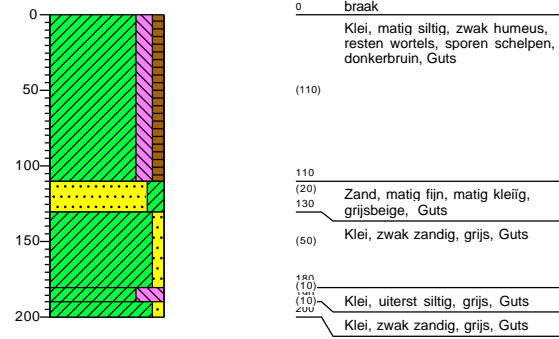 0
50
100
150
200
0 braak
Klei, matig siltig, zwak humeus,
resten wortels, sporen schelpen,
donkerbruin, Guts
(110)
110
(20) Zand, matig fijn, matig kleiïg,
130 grijsbeige, Guts
(50) Klei, zwak zandig, grijs, Guts
180
(10)
(10) Klei, uiterst siltig, grijs, Guts
200
Klei, zwak zandig, grijs, Guts